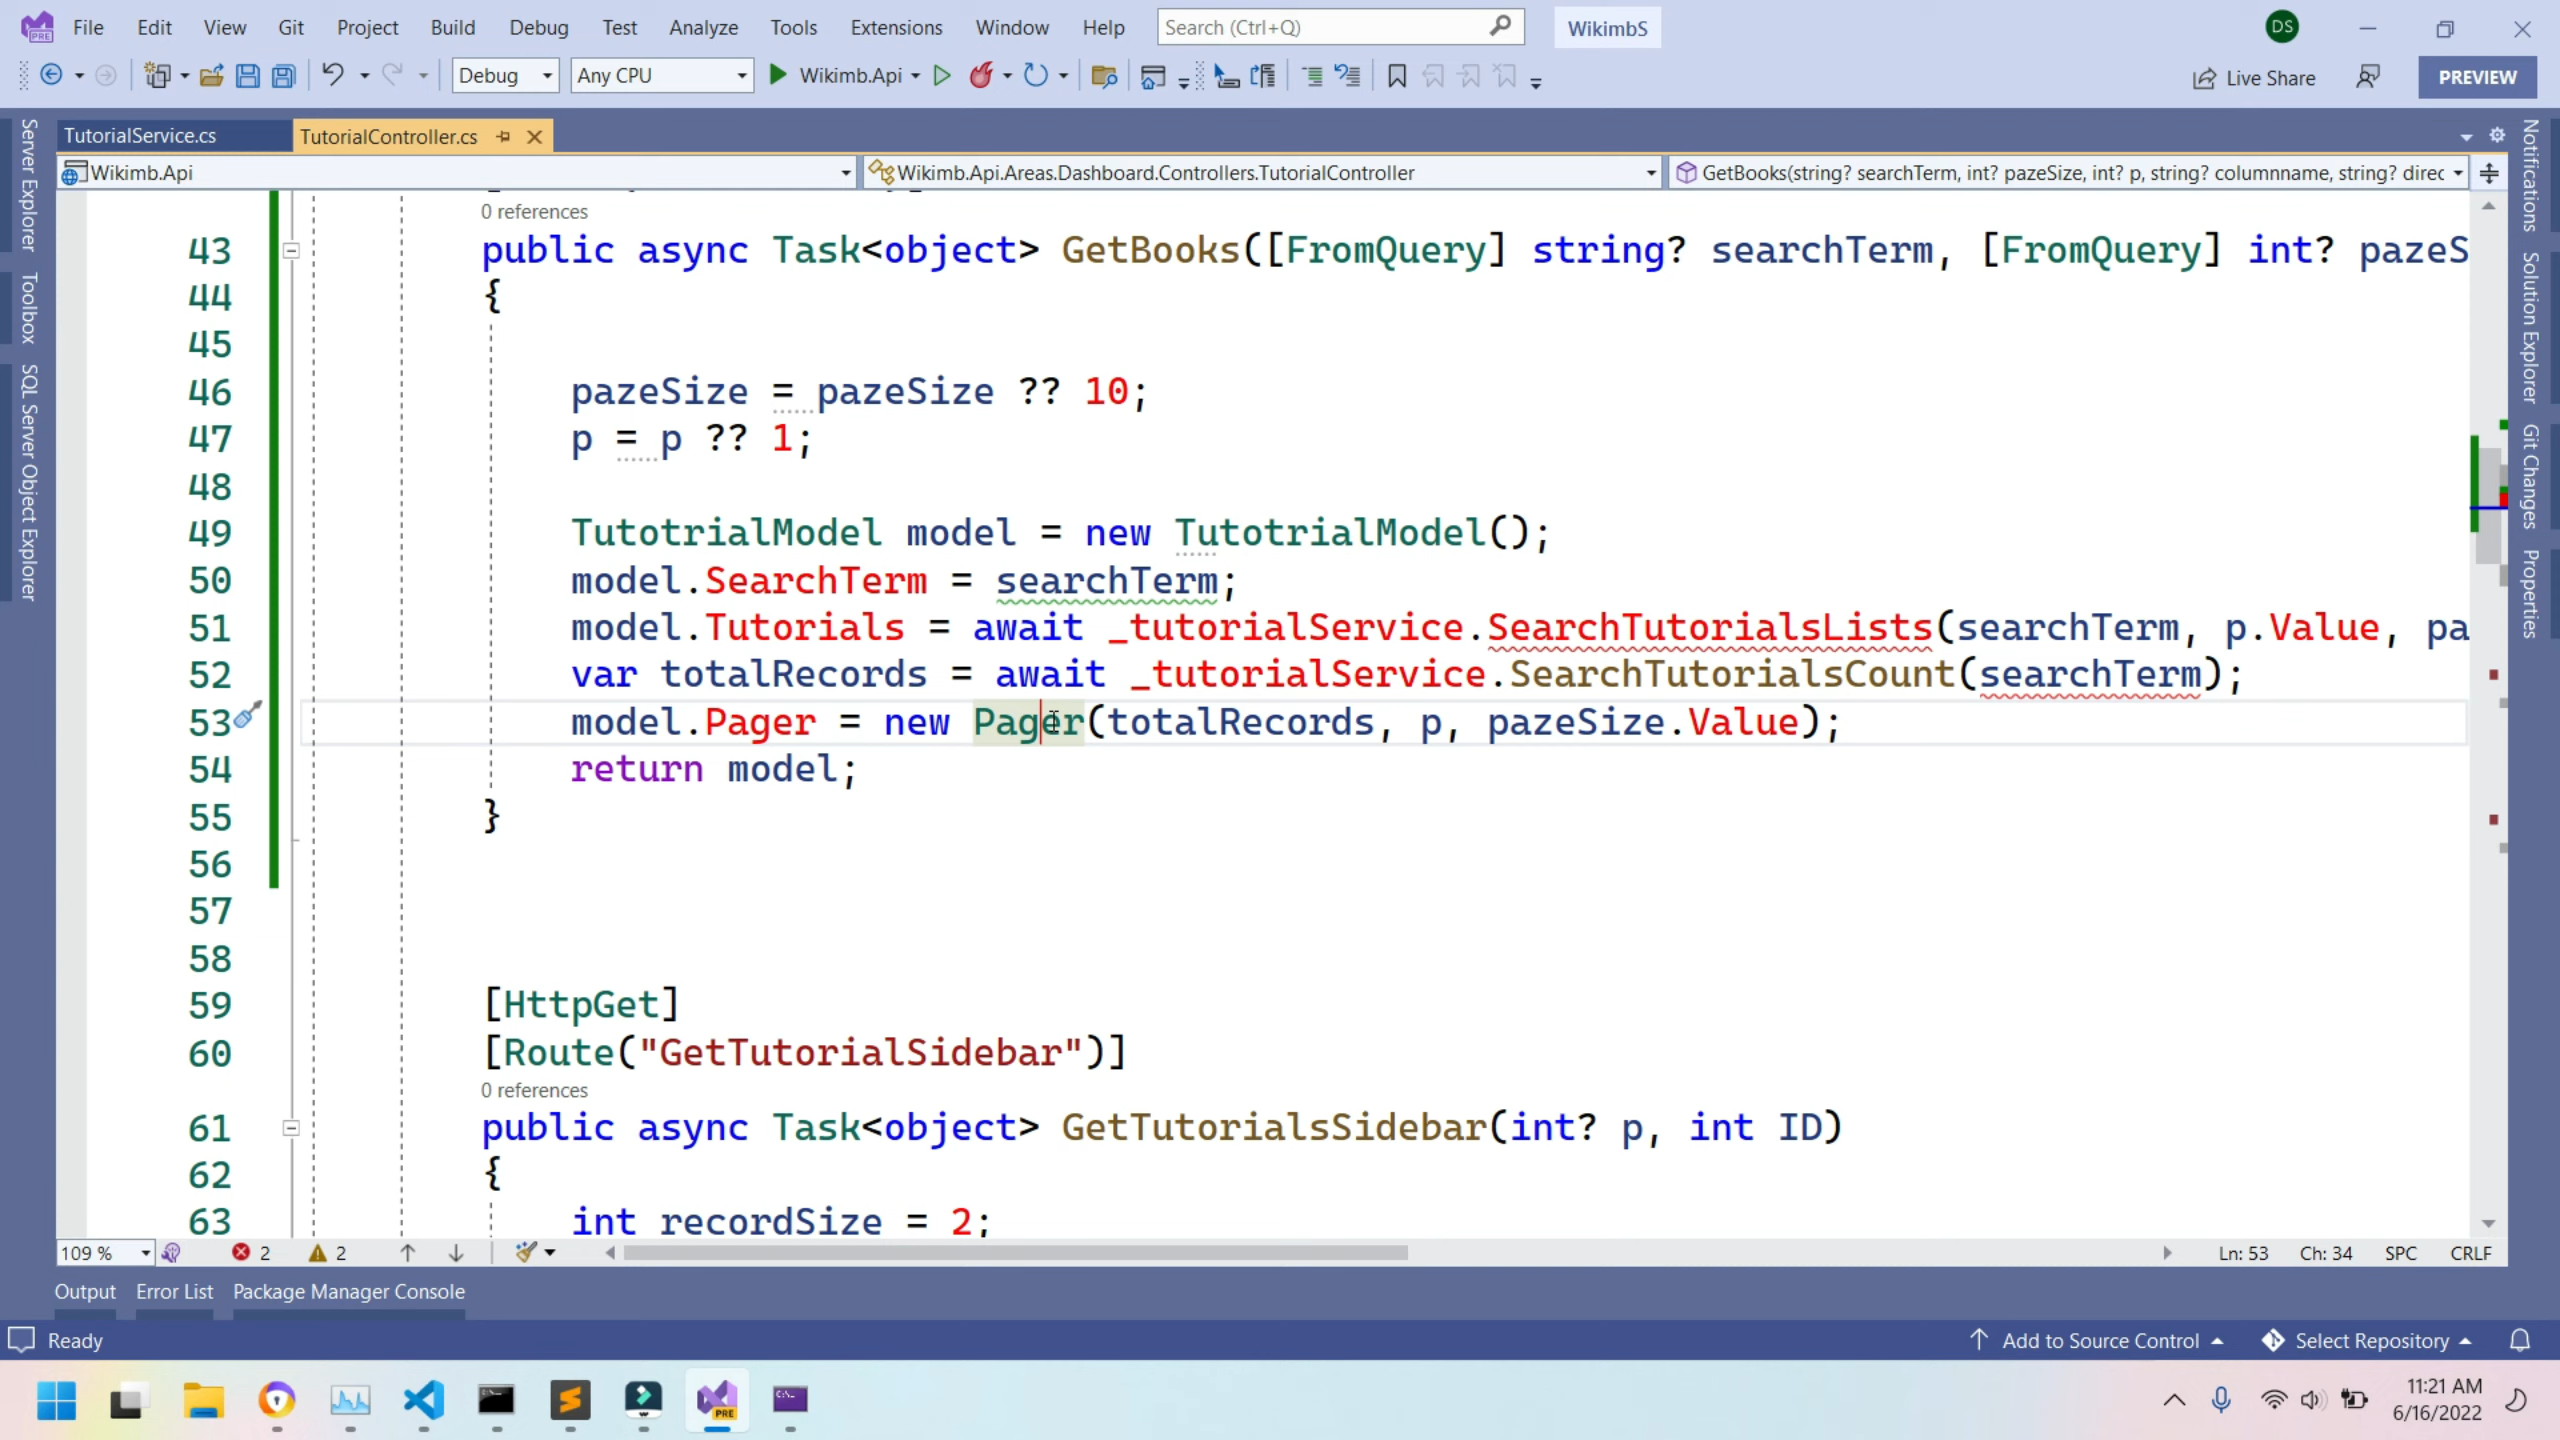 File Edit View Git Project Build Debug Test Analyze Tools Extensions Window Help Search (Ctrl+Q) WikimbS DS
Debug Any CPU Wikimb.Api Live Share PREVIEW
TutorialService.cs TutorialController.cs
Wikimb.Api Wikimb.Api.Areas.Dashboard.Controllers.TutorialController GetBooks(string? searchTerm, int? pazeSize, int? p, string? columnname, string? direc
Server Explorer
Toolbox
SQL Server Object Explorer
0 references
43 public async Task<object> GetBooks([FromQuery] string? searchTerm, [FromQuery] int? pazeS
44 {
45
46 pazeSize = pazeSize ?? 10;
47 p = p ?? 1;
48
49 TutotrialModel model = new TutotrialModel();
50 model.SearchTerm = searchTerm;
51 model.Tutorials = await _tutorialService.SearchTutorialsLists(searchTerm, p.Value, pa
52 var totalRecords = await _tutorialService.SearchTutorialsCount(searchTerm);
53 model.Pager = new Pager(totalRecords, p, pazeSize.Value);
54 return model;
55 }
56
57
58
59 [HttpGet]
60 [Route("GetTutorialSidebar")]
0 references
61 public async Task<object> GetTutorialsSidebar(int? p, int ID)
62 {
63 int recordSize = 2;
Notifications
Solution Explorer
Git Changes
Properties
109 % 2 2 Ln: 53 Ch: 34 SPC CRLF
Output Error List Package Manager Console
Ready Add to Source Control Select Repository
PRE
11:21 AM
6/16/2022